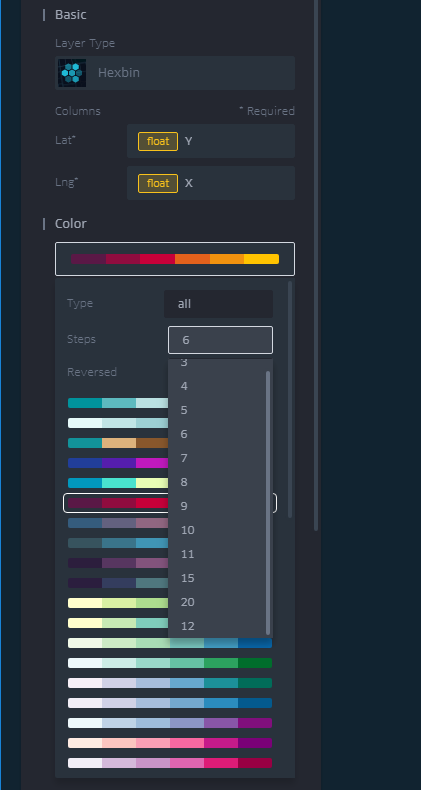 Basic
Layer Type
Hexbin
Columns * Required
Lat* float Y
Lng* float X
Color
Type all
Steps 6
Reversed
3
4
5
6
7
8
9
10
11
15
20
12